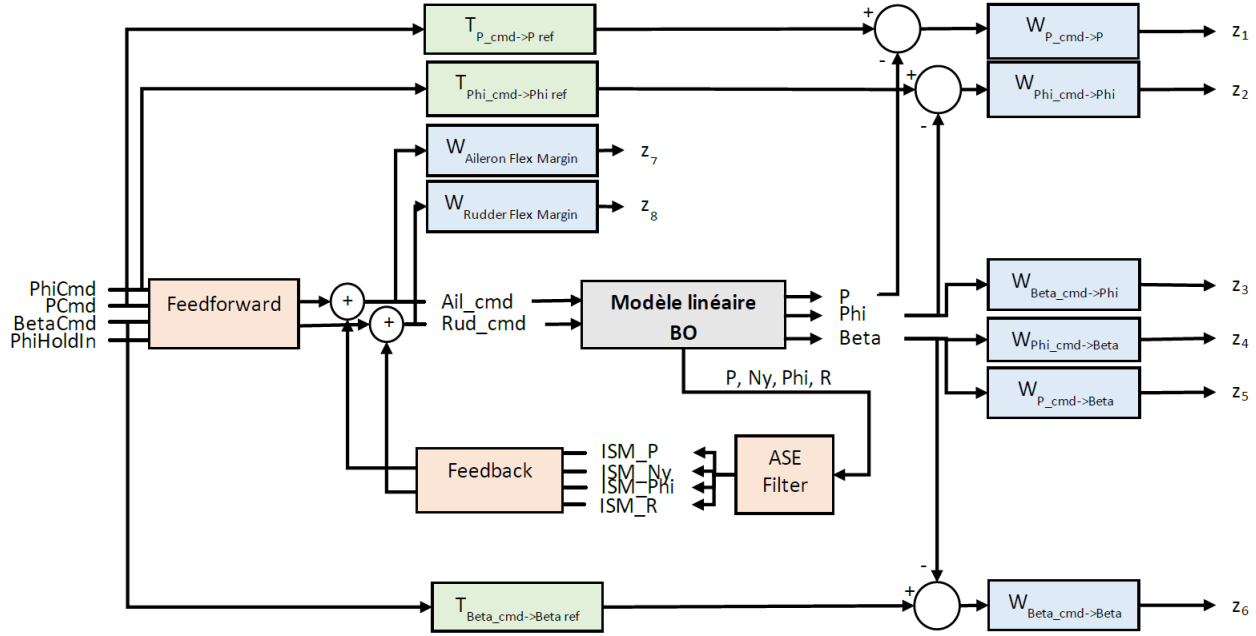 T P_cmd->P ref
+
-
W P_cmd->P
z1
T Phi_cmd->Phi ref
+
-
W Phi_cmd->Phi
z2
W Aileron Flex Margin
z7
W Rudder Flex Margin
z8
PhiCmd
PCmd
BetaCmd
PhiHoldIn
Feedforward
+
+
Ail_cmd
Rud_cmd
Modèle linéaire
BO
P
Phi
Beta
W Beta_cmd->Phi
z3
W Phi_cmd->Beta
z4
W P_cmd->Beta
z5
P, Ny, Phi, R
Feedback
ISM_P
ISM_Ny
ISM_Phi
ISM_R
ASE
Filter
T Beta_cmd->Beta ref
+
-
W Beta_cmd->Beta
z6